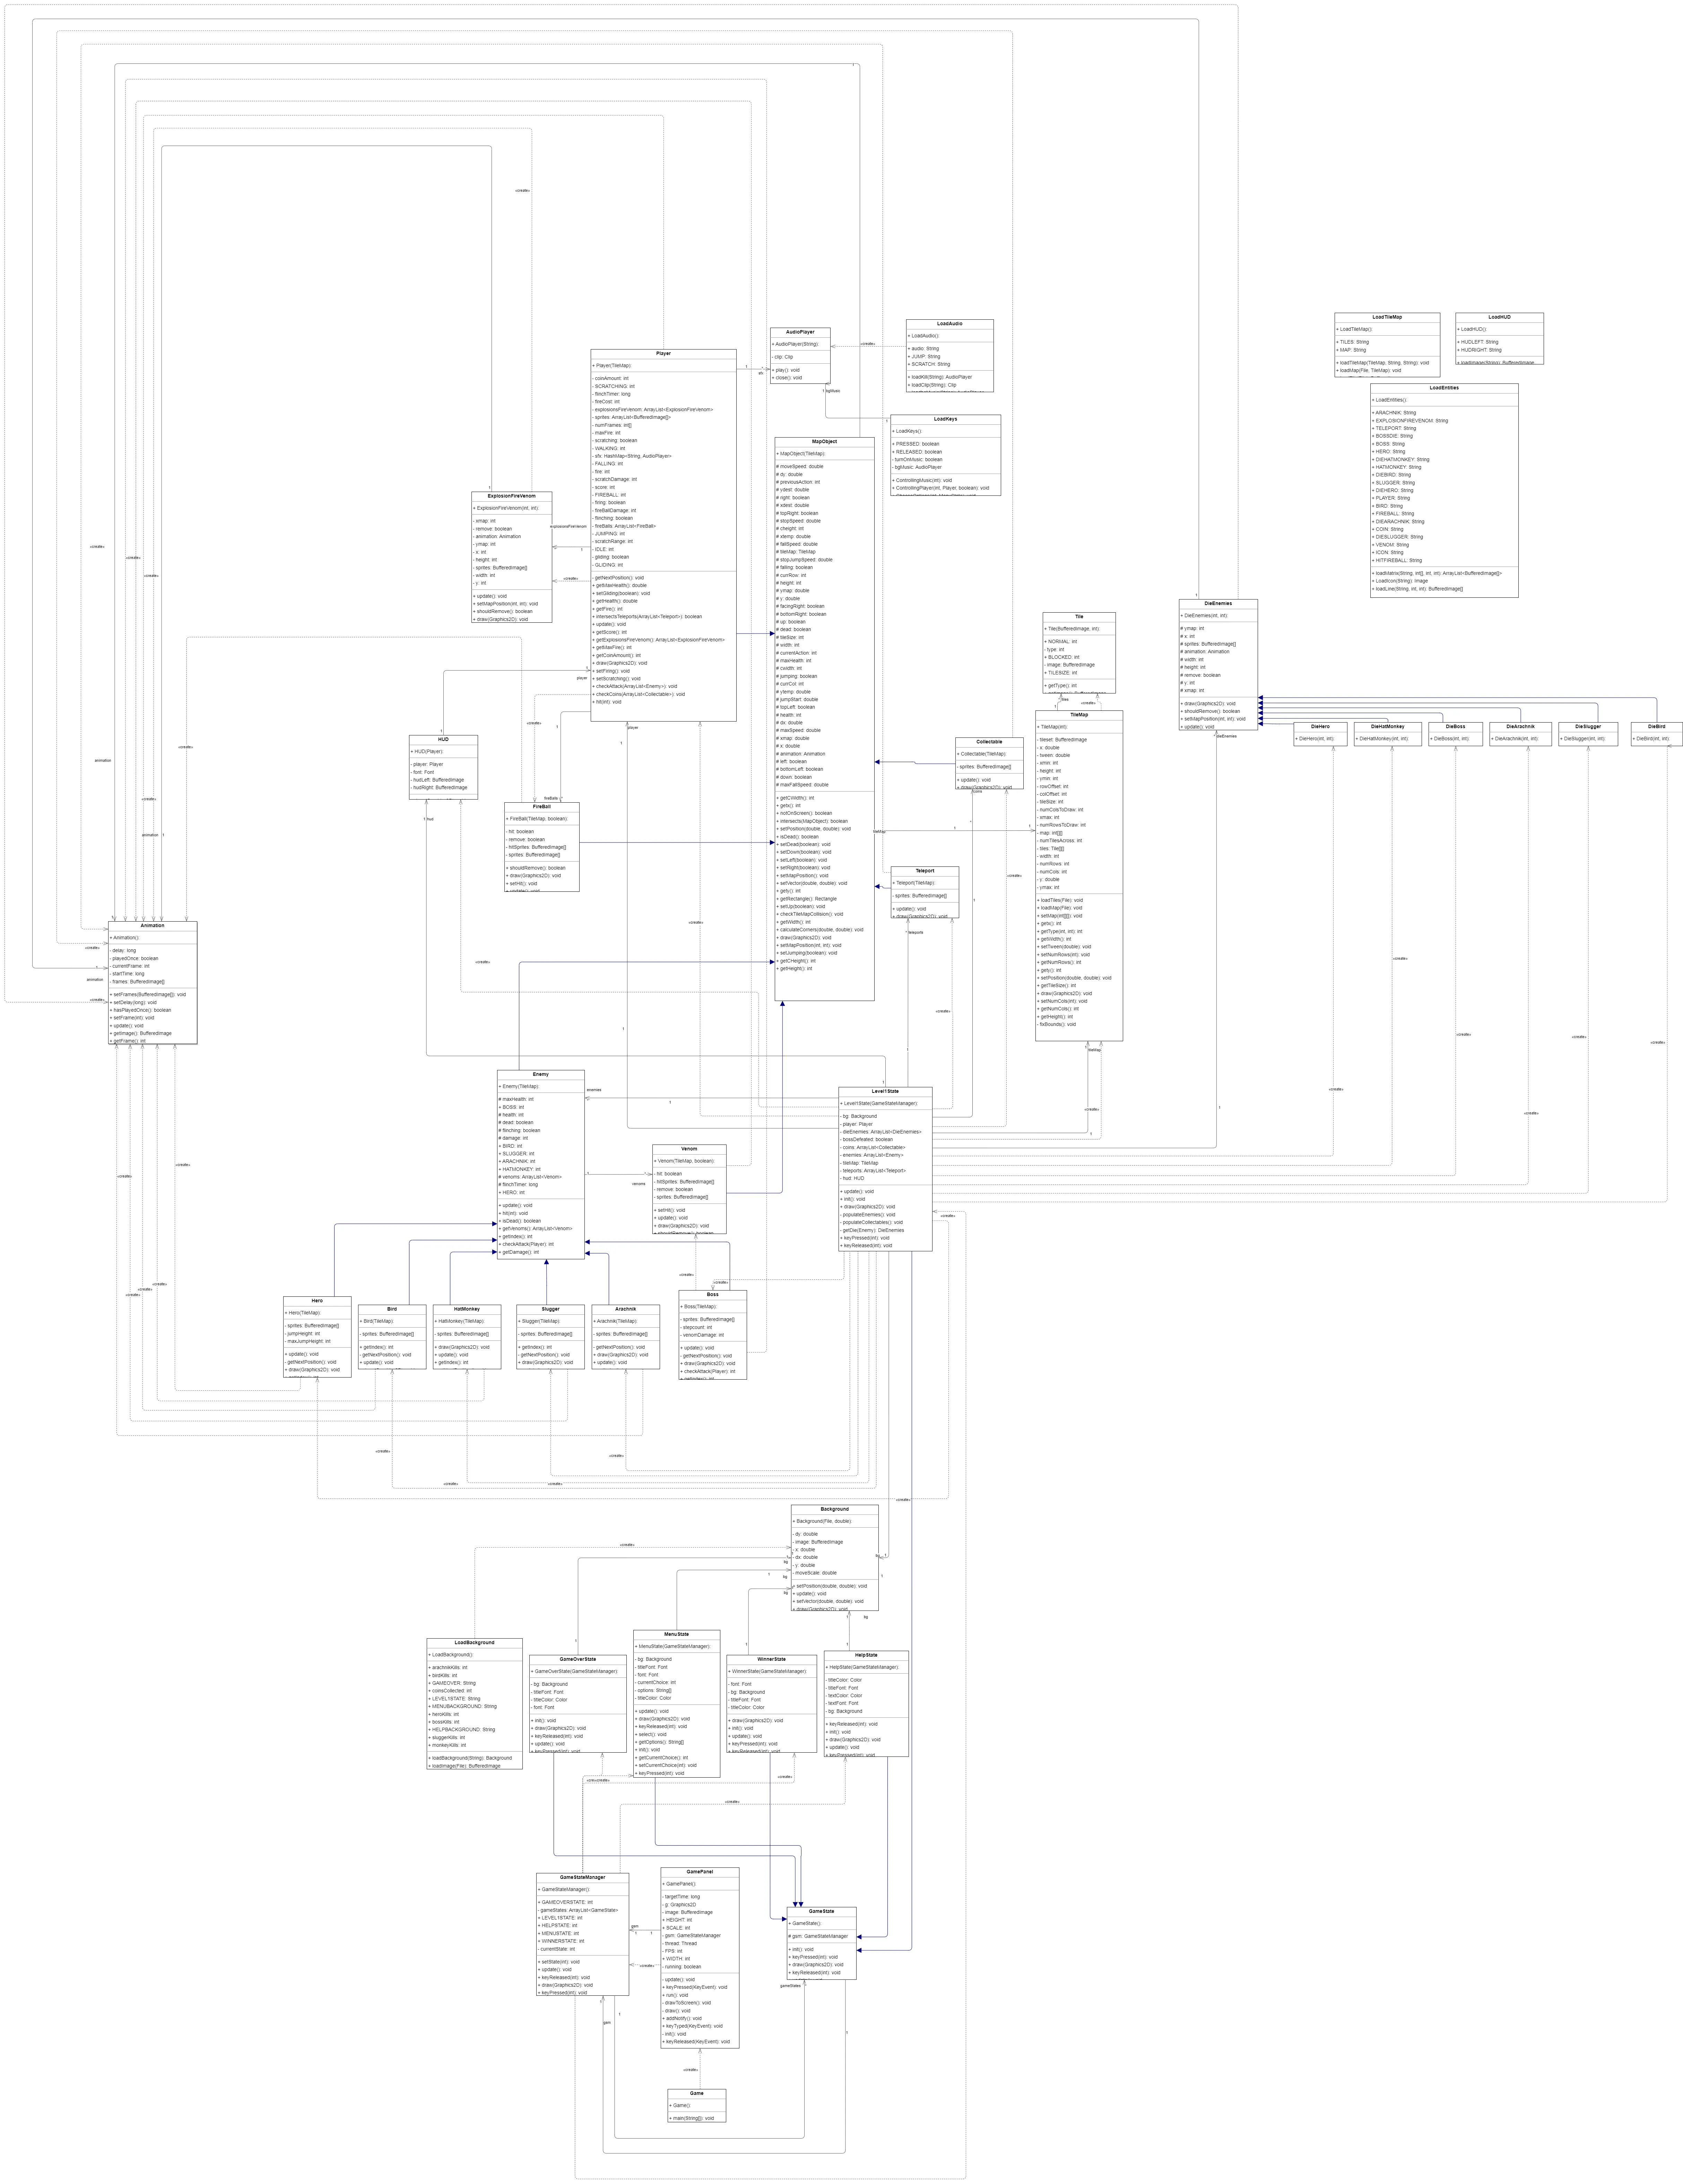 «create»
animation
AudioPlayer
+ AudioPlayer(String)
- clip: Clip
+ play(): void
+ close(): void
LoadAudio
+ LoadAudio()
+ audio: String
+ JUMP: String
+ SCRATCH: String
+ loadKill(String): AudioPlayer
+ loadClip(String): Clip
LoadTileMap
+ LoadTileMap()
+ TILES: String
+ MAP: String
+ loadTileMap(TileMap, String, String): void
+ loadMap(File, TileMap): void
LoadHUD
+ LoadHUD()
+ HUDLEFT: String
+ HUDRIGHT: String
+ loadImage(String): BufferedImage
LoadEntities
+ LoadEntities()
+ ARACHNIK: String
+ EXPLOSIONFIREVENOM: String
+ TELEPORT: String
+ BOSSDIE: String
+ BOSS: String
+ HERO: String
+ DIEHATMONKEY: String
+ HATMONKEY: String
+ DIEBIRD: String
+ SLUGGER: String
+ DIEHERO: String
+ PLAYER: String
+ BIRD: String
+ FIREBALL: String
+ DIEARACHNIK: String
+ COIN: String
+ DIESLUGGER: String
+ VENOM: String
+ ICON: String
+ HITFIREBALL: String
+ loadMatrix(String, int[], int, int): ArrayList<BufferedImage[]>
+ LoadIcon(String): Image
+ loadLine(String, int, int): BufferedImage[]
Player
+ Player(TileMap)
- coinAmount: int
- SCRATCHING: int
- flinchTimer: long
- fireCost: int
- explosionsFireVenom: ArrayList<ExplosionFireVenom>
- sprites: ArrayList<BufferedImage[]>
- numFrames: int[]
- maxFire: int
- scratching: boolean
- WALKING: int
- sfx: HashMap<String, AudioPlayer>
- FALLING: int
- fire: int
- scratchDamage: int
- score: int
- FIREBALL: int
- firing: boolean
- fireBallDamage: int
- flinching: boolean
- fireBalls: ArrayList<FireBall>
- JUMPING: int
- scratchRange: int
- IDLE: int
- gliding: boolean
- GLIDING: int
- getNextPosition(): void
+ getMaxHealth(): double
+ setGliding(boolean): void
+ getHealth(): double
+ getFire(): int
+ intersectsTeleports(ArrayList<Teleport>): boolean
+ update(): void
+ getScore(): int
+ getExplosionsFireVenom(): ArrayList<ExplosionFireVenom>
+ getMaxFire(): int
+ getCoinAmount(): int
+ draw(Graphics2D): void
+ setFiring(): void
+ setScratching(): void
+ checkAttack(ArrayList<Enemy>): void
+ checkCoins(ArrayList<Collectable>): void
+ hit(int): void
LoadKeys
+ LoadKeys()
+ PRESSED: boolean
+ RELEASED: boolean
- turnOnMusic: boolean
- bgMusic: AudioPlayer
+ ControllingMusic(int): void
+ ControllingPlayer(int, Player, boolean): void
MapObject
+ MapObject(TileMap)
# moveSpeed: double
# dy: double
# previousAction: int
# ydest: double
# right: boolean
# xdest: double
# topRight: boolean
# stopSpeed: double
# cheight: int
# xtemp: double
# fallSpeed: double
# tileMap: TileMap
# stopJumpSpeed: double
# falling: boolean
# currRow: int
# height: int
# ymap: double
# y: double
# facingRight: boolean
# bottomRight: boolean
# up: boolean
# dead: boolean
# tileSize: int
# width: int
# currentAction: int
# maxHealth: int
# cwidth: int
# jumping: boolean
# currCol: int
# ytemp: double
# jumpStart: double
# topLeft: boolean
# health: int
# dx: double
# maxSpeed: double
# xmap: double
# x: double
# animation: Animation
# left: boolean
# bottomLeft: boolean
# down: boolean
# maxFallSpeed: double
+ getCWidth(): int
+ getx(): int
+ notOnScreen(): boolean
+ intersects(MapObject): boolean
+ setPosition(double, double): void
+ isDead(): boolean
+ setDead(boolean): void
+ setDown(boolean): void
+ setLeft(boolean): void
+ setRight(boolean): void
+ setMapPosition(): void
+ setVector(double, double): void
+ gety(): int
+ getRectangle(): Rectangle
+ setUp(boolean): void
+ checkTileMapCollision(): void
+ getWidth(): int
+ calculateCorners(double, double): void
+ draw(Graphics2D): void
+ setMapPosition(int, int): void
+ setJumping(boolean): void
+ getCHeight(): int
+ getHeight(): int
ExplosionFireVenom
+ ExplosionFireVenom(int, int)
- xmap: int
- remove: boolean
- animation: Animation
- ymap: int
- x: int
- height: int
- sprites: BufferedImage[]
- width: int
- y: int
+ update(): void
+ setMapPosition(int, int): void
+ shouldRemove(): boolean
+ draw(Graphics2D): void
DieEnemies
+ DieEnemies(int, int)
# ymap: int
# x: int
# sprites: BufferedImage[]
# animation: Animation
# width: int
# height: int
# remove: boolean
# y: int
# xmap: int
+ draw(Graphics2D): void
+ shouldRemove(): boolean
+ setMapPosition(int, int): void
+ update(): void
Tile
+ Tile(BufferedImage, int)
+ NORMAL: int
- type: int
+ BLOCKED: int
- image: BufferedImage
+ TILESIZE: int
+ getType(): int
TileMap
+ TileMap(int)
- tileset: BufferedImage
- x: double
- tween: double
- xmin: int
- height: int
- ymin: int
- rowOffset: int
- colOffset: int
- tileSize: int
- numColsToDraw: int
- xmax: int
- numRowsToDraw: int
- map: int[][]
- numTilesAcross: int
- tiles: Tile[][]
- width: int
- numRows: int
- numCols: int
- y: double
- ymax: int
+ loadTiles(File): void
+ loadMap(File): void
+ setMap(int[][]): void
+ getx(): int
+ getType(int, int): int
+ getWidth(): int
+ setTween(double): void
+ setNumRows(int): void
+ getNumRows(): int
+ gety(): int
+ setPosition(double, double): void
+ getTileSize(): int
+ draw(Graphics2D): void
+ setNumCols(int): void
+ getNumCols(): int
+ getHeight(): int
- fixBounds(): void
DieHero
+ DieHero(int, int)
DieHatMonkey
+ DieHatMonkey(int, int)
DieBoss
+ DieBoss(int, int)
DieArachnik
+ DieArachnik(int, int)
DieSlugger
+ DieSlugger(int, int)
DieBird
+ DieBird(int, int)
HUD
+ HUD(Player)
- player: Player
- font: Font
- hudLeft: BufferedImage
- hudRight: BufferedImage
Collectable
+ Collectable(TileMap)
- sprites: BufferedImage[]
+ update(): void
+ draw(Graphics2D): void
FireBall
+ FireBall(TileMap, boolean)
- hit: boolean
- remove: boolean
- hitSprites: BufferedImage[]
- sprites: BufferedImage[]
+ shouldRemove(): boolean
+ draw(Graphics2D): void
+ setHit(): void
+ update(): void
Teleport
+ Teleport(TileMap)
- sprites: BufferedImage[]
+ update(): void
+ draw(Graphics2D): void
Animation
+ Animation()
- delay: long
- playedOnce: boolean
- currentFrame: int
- startTime: long
- frames: BufferedImage[]
+ setFrames(BufferedImage[]): void
+ setDelay(long): void
+ hasPlayedOnce(): boolean
+ setFrame(int): void
+ update(): void
+ getImage(): BufferedImage
+ getFrame(): int
Enemy
+ Enemy(TileMap)
# maxHealth: int
+ BOSS: int
# health: int
# dead: boolean
# flinching: boolean
# damage: int
+ BIRD: int
+ SLUGGER: int
+ ARACHNIK: int
+ HATMONKEY: int
# venoms: ArrayList<Venom>
# flinchTimer: long
+ HERO: int
+ update(): void
+ hit(int): void
+ isDead(): boolean
+ getVenoms(): ArrayList<Venom>
+ getIndex(): int
+ checkAttack(Player): int
+ getDamage(): int
Level1State
+ Level1State(GameStateManager)
- bg: Background
- player: Player
- dieEnemies: ArrayList<DieEnemies>
- bossDefeated: boolean
- coins: ArrayList<Collectable>
- enemies: ArrayList<Enemy>
- tileMap: TileMap
- teleports: ArrayList<Teleport>
- hud: HUD
+ update(): void
+ init(): void
+ draw(Graphics2D): void
- populateEnemies(): void
- populateCollectables(): void
- getDie(Enemy): DieEnemies
+ keyPressed(int): void
+ keyReleased(int): void
Venom
+ Venom(TileMap, boolean)
- hit: boolean
- hitSprites: BufferedImage[]
- remove: boolean
- sprites: BufferedImage[]
+ setHit(): void
+ update(): void
+ draw(Graphics2D): void
+ shouldRemove(): boolean
Hero
+ Hero(TileMap)
- sprites: BufferedImage[]
- jumpHeight: int
- maxJumpHeight: int
+ update(): void
- getNextPosition(): void
+ draw(Graphics2D): void
Bird
+ Bird(TileMap)
- sprites: BufferedImage[]
+ getIndex(): int
- getNextPosition(): void
+ update(): void
HatMonkey
+ HatMonkey(TileMap)
- sprites: BufferedImage[]
+ draw(Graphics2D): void
+ update(): void
+ getIndex(): int
Slugger
+ Slugger(TileMap)
- sprites: BufferedImage[]
+ getIndex(): int
- getNextPosition(): void
+ draw(Graphics2D): void
Arachnik
+ Arachnik(TileMap)
- sprites: BufferedImage[]
- getNextPosition(): void
+ draw(Graphics2D): void
+ update(): void
Boss
+ Boss(TileMap)
- sprites: BufferedImage[]
- stepcount: int
- venomDamage: int
+ update(): void
- getNextPosition(): void
+ draw(Graphics2D): void
+ checkAttack(Player): int
+ getIndex(): int
Background
+ Background(File, double)
- dy: double
- image: BufferedImage
- x: double
- dx: double
- y: double
- moveScale: double
+ setPosition(double, double): void
+ update(): void
+ setVector(double, double): void
+ draw(Graphics2D): void
LoadBackground
+ LoadBackground()
+ arachnikKills: int
+ birdKills: int
+ GAMEOVER: String
+ coinsCollected: int
+ LEVEL1STATE: String
+ MENUBACKGROUND: String
+ heroKills: int
+ bossKills: int
+ HELPBACKGROUND: String
+ sluggerKills: int
+ monkeyKills: int
+ loadBackground(String): Background
+ loadImage(File): BufferedImage
GameOverState
+ GameOverState(GameStateManager)
- bg: Background
- titleFont: Font
- titleColor: Color
- font: Font
+ init(): void
+ draw(Graphics2D): void
+ keyReleased(int): void
+ update(): void
+ keyPressed(int): void
MenuState
+ MenuState(GameStateManager)
- bg: Background
- titleFont: Font
- font: Font
- currentChoice: int
- options: String[]
- titleColor: Color
+ update(): void
+ draw(Graphics2D): void
+ keyReleased(int): void
+ select(): void
+ getOptions(): String[]
+ init(): void
+ getCurrentChoice(): int
+ setCurrentChoice(int): void
+ keyPressed(int): void
WinnerState
+ WinnerState(GameStateManager)
- font: Font
- bg: Background
- titleFont: Font
- titleColor: Color
+ draw(Graphics2D): void
+ init(): void
+ update(): void
+ keyPressed(int): void
+ keyReleased(int): void
HelpState
+ HelpState(GameStateManager)
- titleColor: Color
- titleFont: Font
- textColor: Color
- textFont: Font
- bg: Background
+ keyReleased(int): void
+ init(): void
+ draw(Graphics2D): void
+ update(): void
+ keyPressed(int): void
GameStateManager
+ GameStateManager()
+ GAMEOVERSTATE: int
- gameStates: ArrayList<GameState>
+ LEVEL1STATE: int
+ HELPSTATE: int
+ MENUSTATE: int
+ WINNERSTATE: int
- currentState: int
+ setState(int): void
+ update(): void
+ keyReleased(int): void
+ draw(Graphics2D): void
+ keyPressed(int): void
GamePanel
+ GamePanel()
- targetTime: long
- g: Graphics2D
- image: BufferedImage
+ HEIGHT: int
+ SCALE: int
- gsm: GameStateManager
- thread: Thread
- FPS: int
+ WIDTH: int
- running: boolean
- update(): void
+ keyPressed(KeyEvent): void
+ run(): void
- drawToScreen(): void
- draw(): void
+ addNotify(): void
+ keyTyped(KeyEvent): void
- init(): void
+ keyReleased(KeyEvent): void
GameState
+ GameState()
# gsm: GameStateManager
+ init(): void
+ keyPressed(int): void
+ draw(Graphics2D): void
+ keyReleased(int): void
Game
+ Game()
+ main(String[]): void